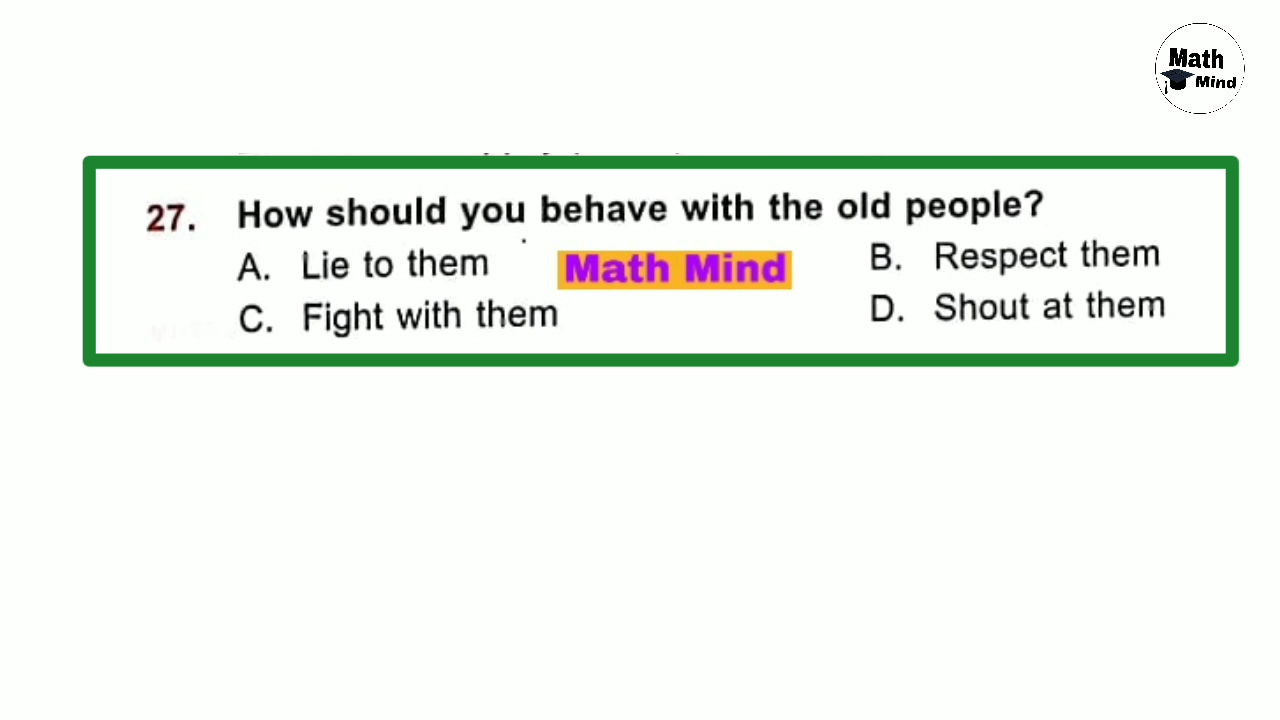 Math
Mind
27. How should you behave with the old people?
A. Lie to them Math Mind B. Respect them
C. Fight with them D. Shout at them